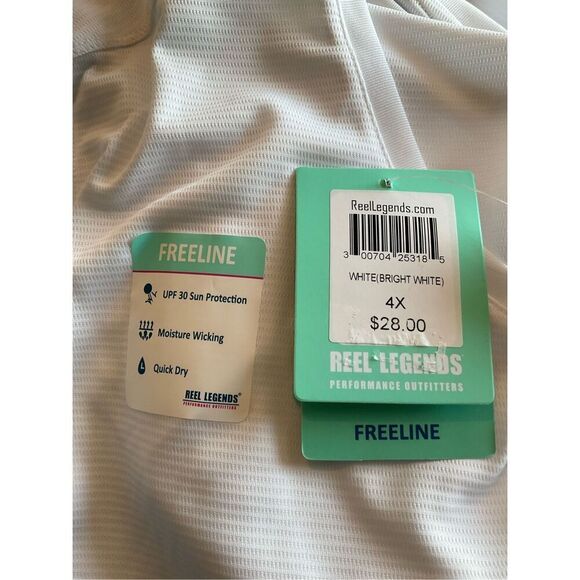 FREELINE
UPF 30 Sun Protection
Moisture Wicking
Quick Dry
REEL LEGENDS®
PERFORMANCE OUTFITTERS
ReelLegends.com
3 00704 25318 5
WHITE(BRIGHT WHITE)
4X
$28.00
REEL LEGENDS®
PERFORMANCE OUTFITTERS
FREELINE